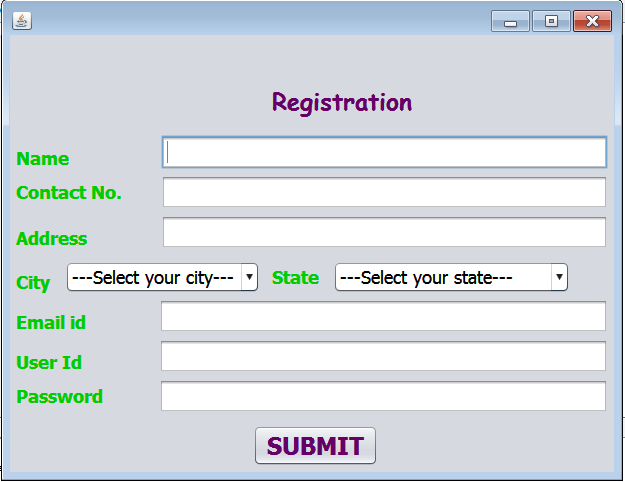 Registration
Name
Contact No.
Address
City ---Select your city--- State ---Select your state---
Email id
User Id
Password
SUBMIT